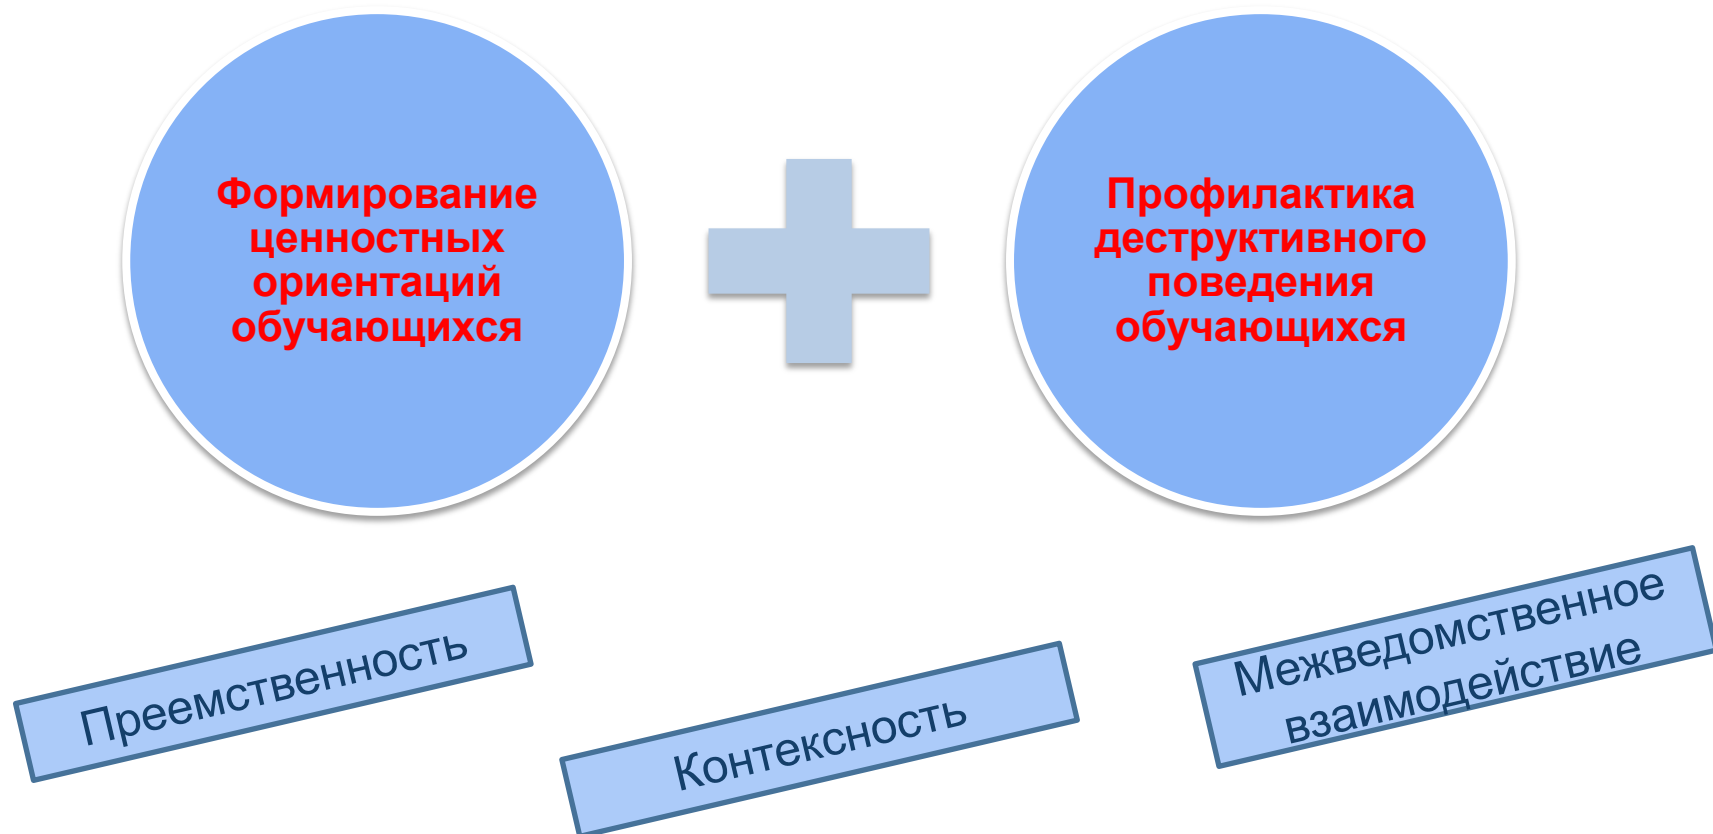 Формирование
ценностных
ориентаций
обучающихся
Профилактика
деструктивного
поведения
обучающихся
Преемственность
Контексность
Межведомственное
взаимодействие